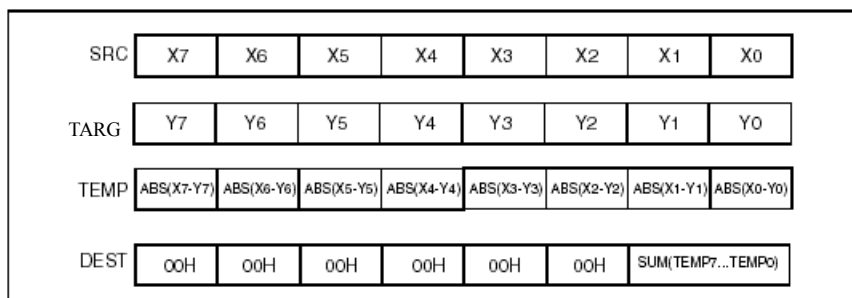 SRC X7 X6 X5 X4 X3 X2 X1 X0
TARG Y7 Y6 Y5 Y4 Y3 Y2 Y1 Y0
TEMP ABS(X7-Y7) ABS(X6-Y6) ABS(X5-Y5) ABS(X4-Y4) ABS(X3-Y3) ABS(X2-Y2) ABS(X1-Y1) ABS(X0-Y0)
DEST 00H 00H 00H 00H 00H 00H SUM(TEMP7...TEMP0)